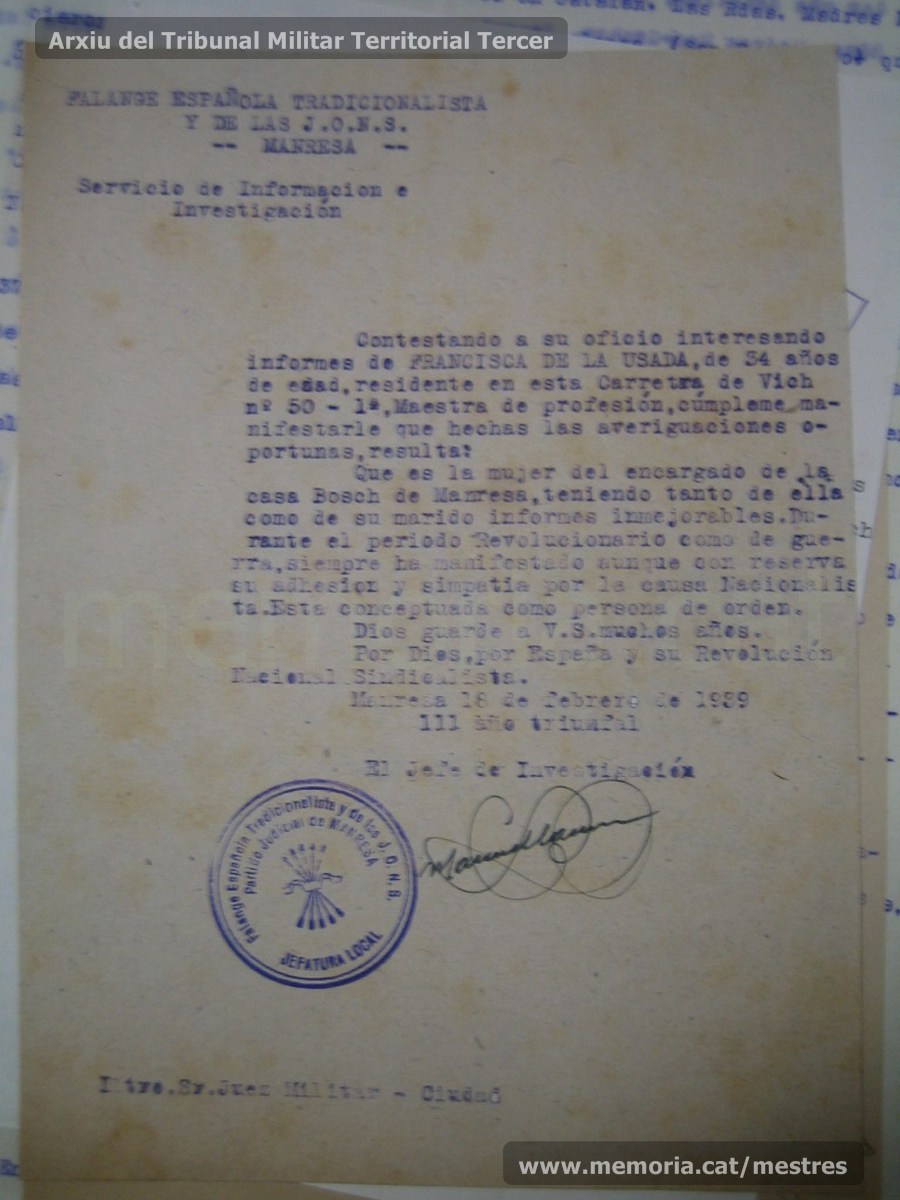 Arxiu del Tribunal Militar Territorial Tercer
FALANGE ESPAÑOLA TRADICIONALISTA
Y DE LAS J.O.N.S.
-- MANRESA --
Servicio de Informacion e
Investigación
Contestando a su oficio interesando
informes de FRANCISCA DE LA USADA,de 34 años
de edad,residente en esta Carretra de Vich
nº 50 - 1ª,Maestra de profesión,cúmpleme ma-
nifestarle que hechas las averiguaciones o-
portunas,resulta:
Que es la mujer del encargado de la
casa Bosch de Manresa,teniendo tanto de ella
como de su marido informes inmejorables.Du-
rante el periodo Revolucionario como de gue-
rra,siempre ha manifestado aunque con reserva
su adhesion y simpatia por la causa Nacionalis
ta.Esta conceptuada como persona de orden.
Dios guarde a V.S.muchos años.
Por Dios,por España y su Revolución
Nacional Sindicalista.
Manresa 18 de febrero de 1939
111 año triumfal
El Jefe de Investigación
Falange Española Tradicionalista y de las J.O.N.S.
Partido Judicial de MANRESA
JEFATURA LOCAL
Iltre.Sr.Juez Militar - Ciudad
www.memoria.cat/mestres